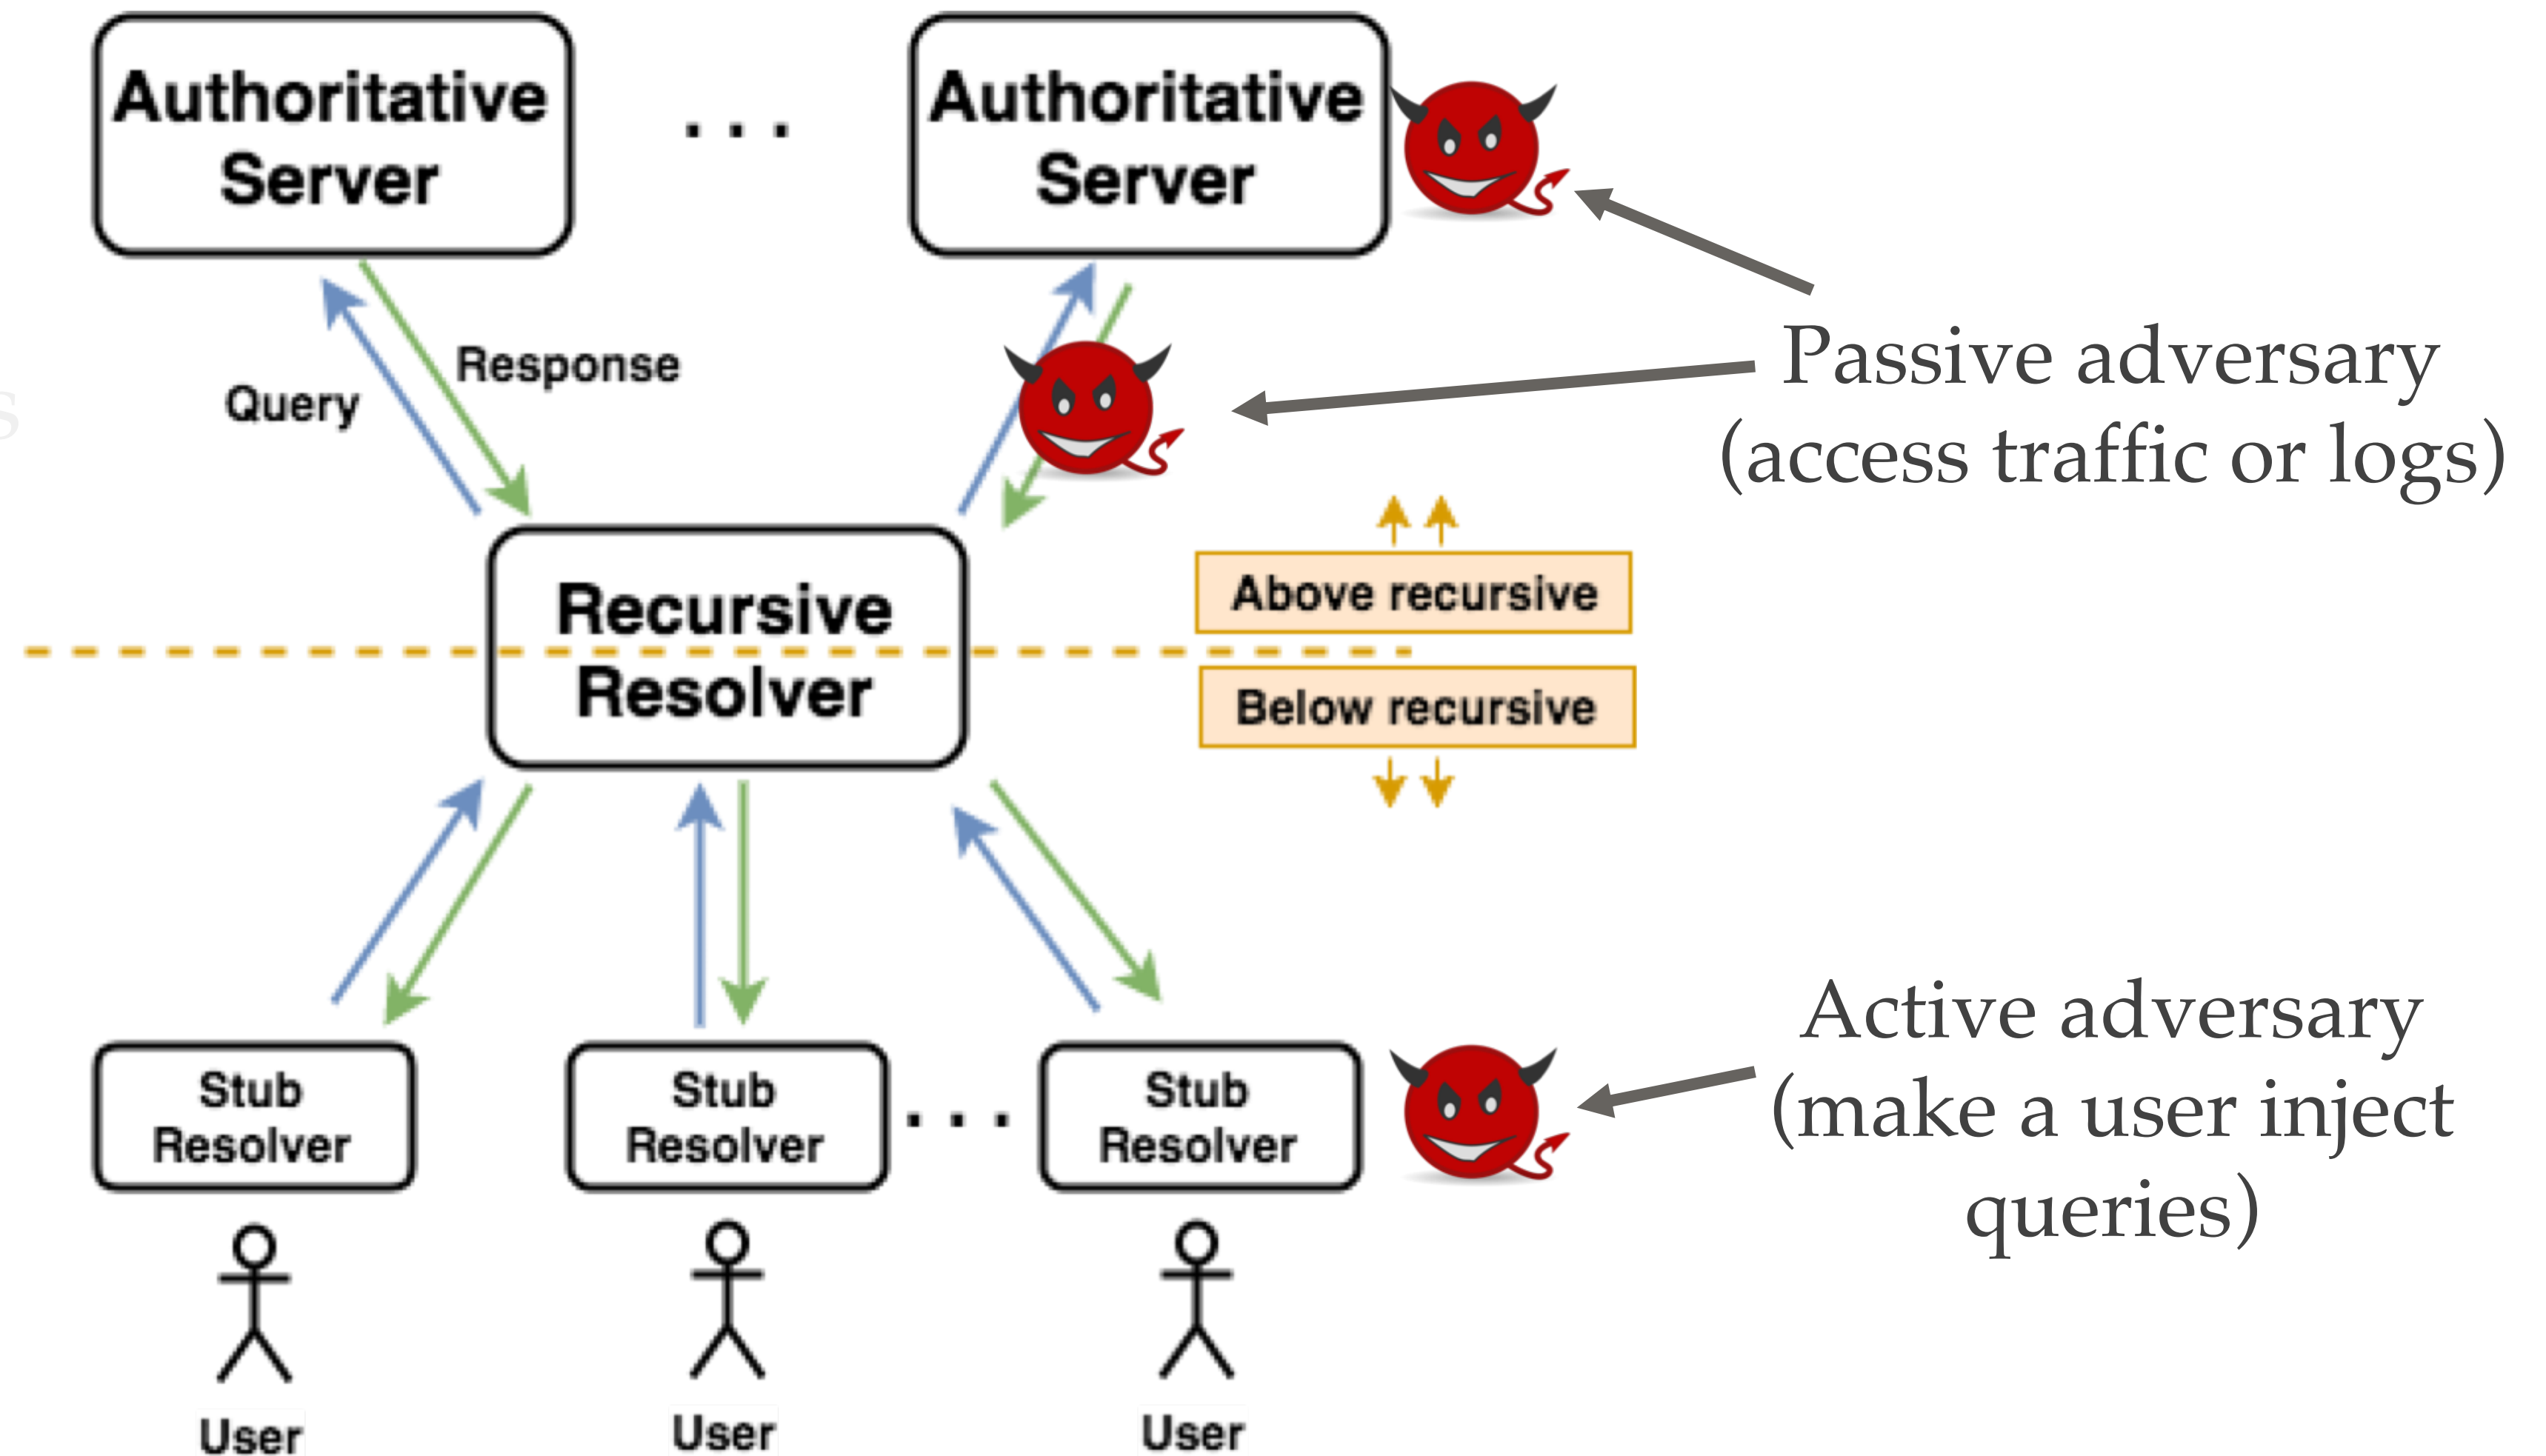 Authoritative
Server
. . .
Authoritative
Server
Response
Query
Passive adversary
(access traffic or logs)
s
Recursive
Resolver
Above recursive
Below recursive
Stub
Resolver
Stub
Resolver
. . .
Stub
Resolver
Active adversary
(make a user inject
queries)
User
User
User